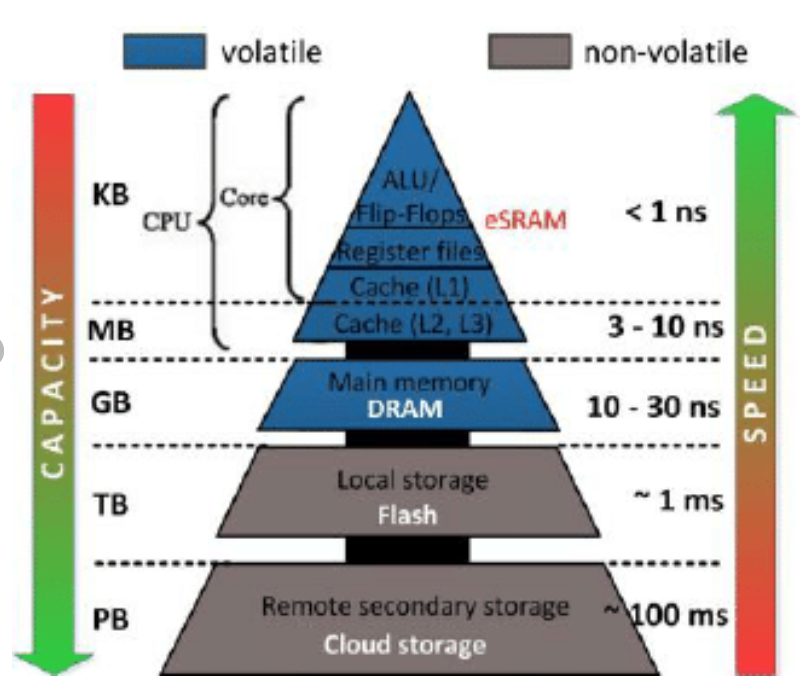 volatile
non-volatile
CAPACITY
SPEED
KB
CPU
Core
ALU/
Flip-Flops
eSRAM
< 1 ns
Register files
Cache (L1)
MB
Cache (L2, L3)
3 - 10 ns
GB
Main memory
DRAM
10 - 30 ns
TB
Local storage
Flash
~ 1 ms
PB
Remote secondary storage
Cloud storage
~ 100 ms